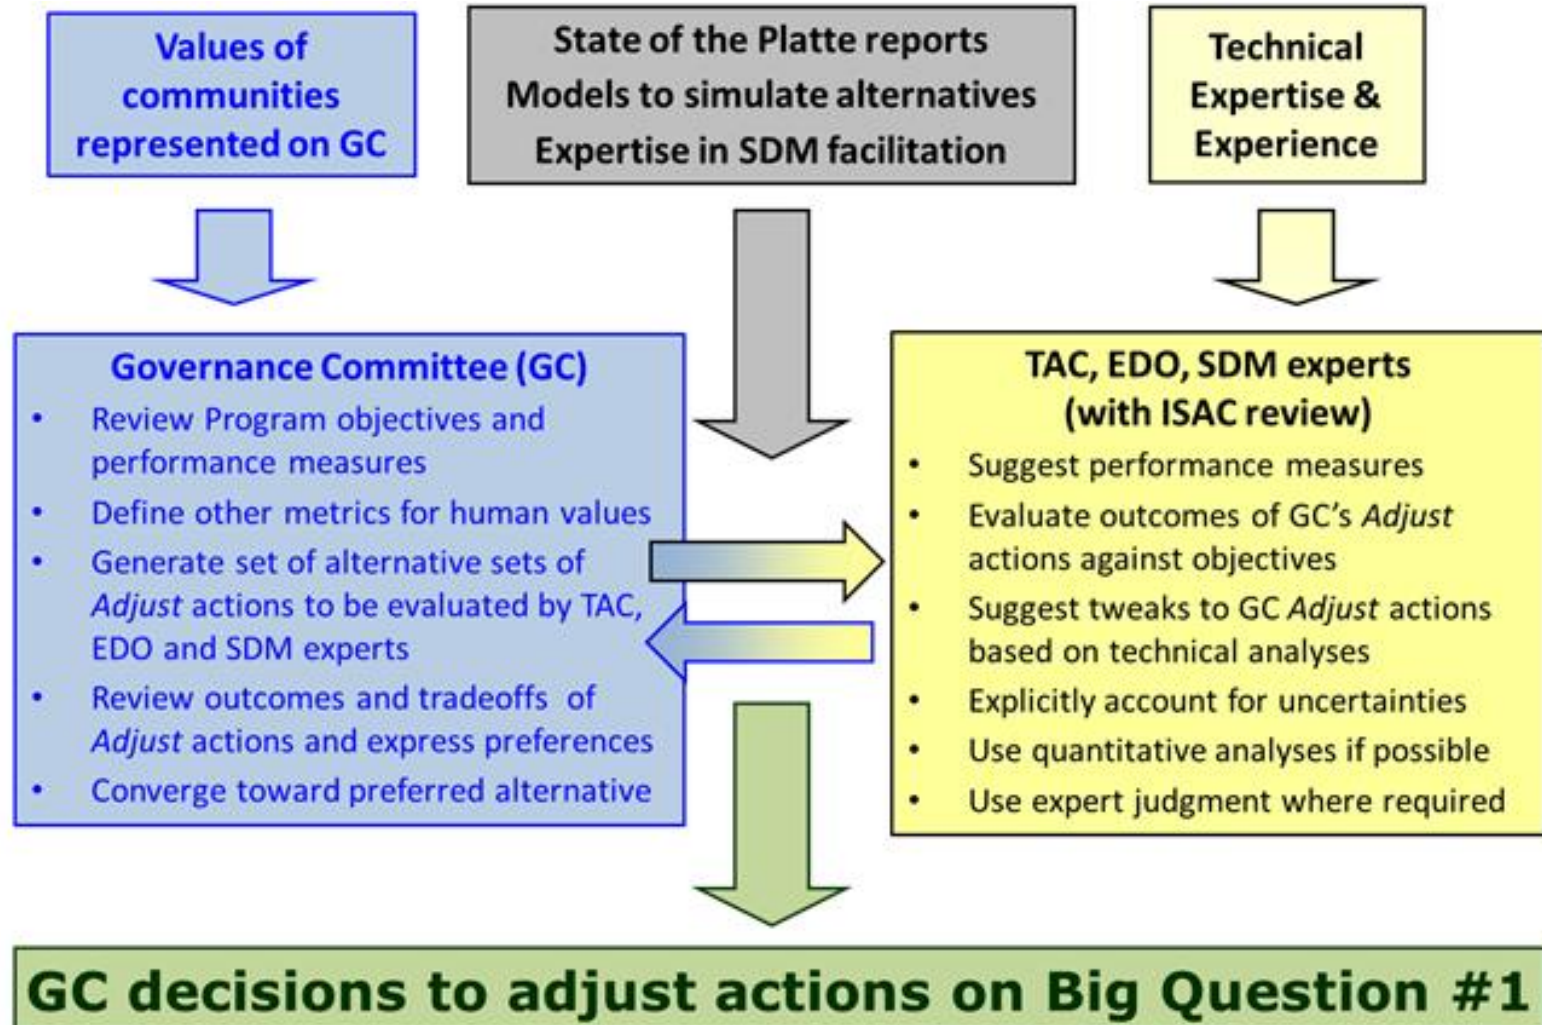 Values of
communities
represented on GC
State of the Platte reports
Models to simulate alternatives
Expertise in SDM facilitation
Technical
Expertise &
Experience
Governance Committee (GC)
• Review Program objectives and
performance measures
• Define other metrics for human values
• Generate set of alternative sets of
Adjust actions to be evaluated by TAC,
EDO and SDM experts
• Review outcomes and tradeoffs of
Adjust actions and express preferences
• Converge toward preferred alternative
TAC, EDO, SDM experts
(with ISAC review)
• Suggest performance measures
• Evaluate outcomes of GC's Adjust
actions against objectives
• Suggest tweaks to GC Adjust actions
based on technical analyses
• Explicitly account for uncertainties
• Use quantitative analyses if possible
• Use expert judgment where required
GC decisions to adjust actions on Big Question #1